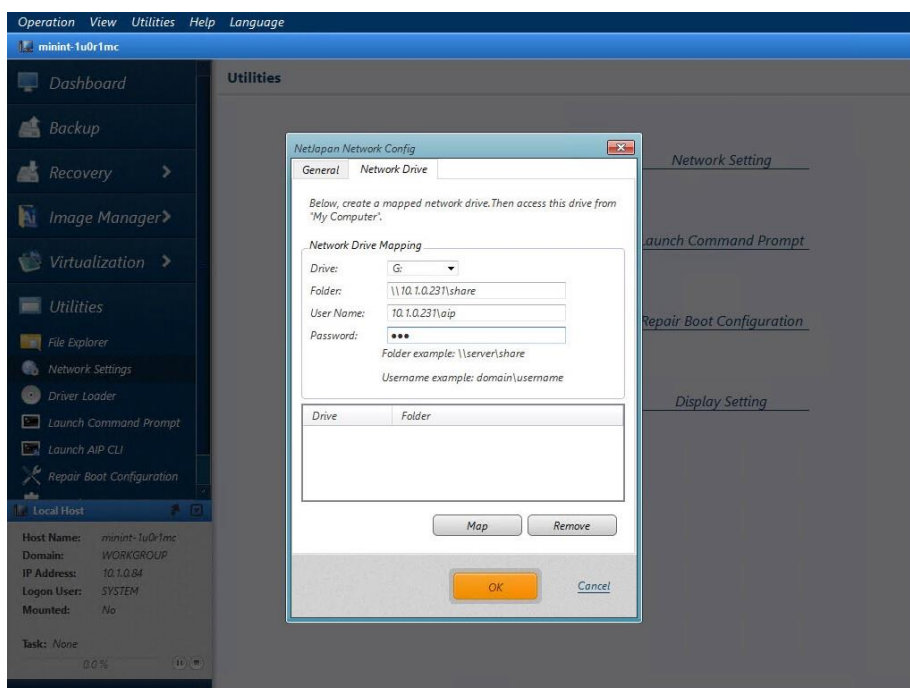 Operation View Utilities Help Language
minint-1u0r1mc
Dashboard
Backup
Recovery
Image Manager
Virtualization
Utilities
File Explorer
Network Settings
Driver Loader
Launch Command Prompt
Launch AIP CLI
Repair Boot Configuration
Local Host
Host Name: minint-1u0r1mc
Domain: WORKGROUP
IP Address: 10.1.0.84
Logon User: SYSTEM
Mounted: No
Task: None
0.0 %
Utilities
Network Setting
Launch Command Prompt
Repair Boot Configuration
Display Setting
NetJapan Network Config
General Network Drive
Below, create a mapped network drive.Then access this drive from
"My Computer".
Network Drive Mapping
Drive: G:
Folder: \\10.1.0.231\share
User Name: 10.1.0.231\aip
Password: •••
Folder example: \\server\share
Username example: domain\username
Drive Folder
Map Remove
OK Cancel